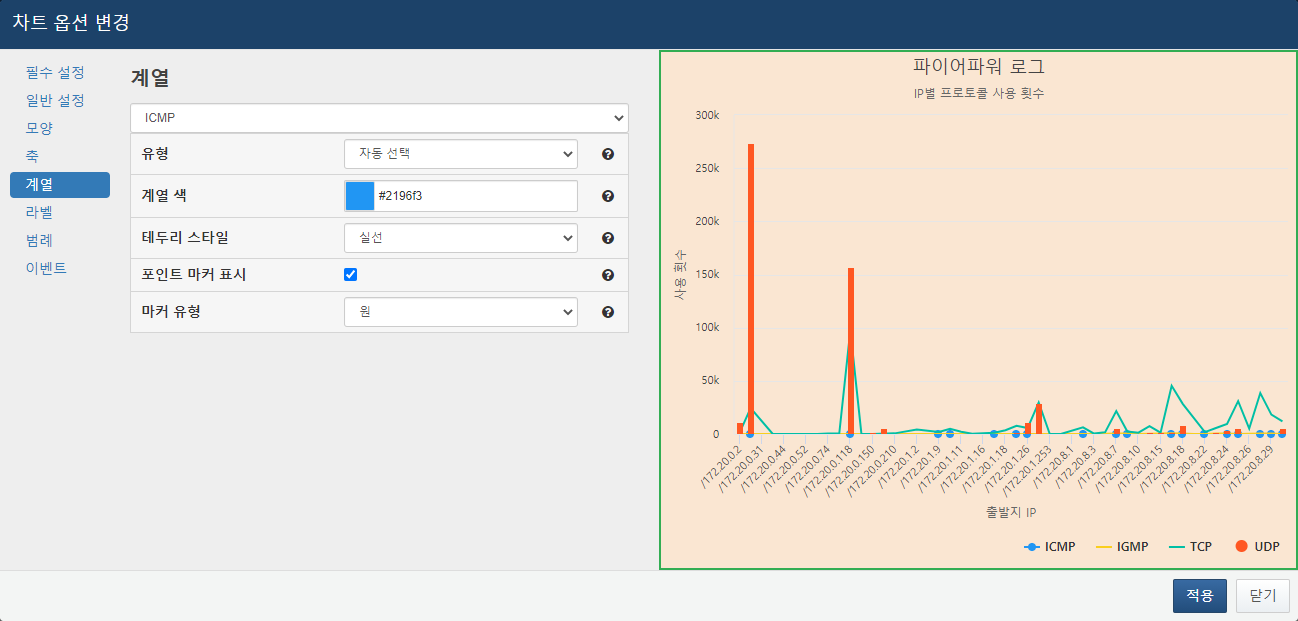 차트 옵션 변경
필수 설정
일반 설정
모양
축
계열
라벨
범례
이벤트
계열
ICMP
유형
자동 선택
계열 색
#2196f3
테두리 스타일
실선
포인트 마커 표시
마커 유형
원
파이어파워 로그
IP별 프로토콜 사용 횟수
사용 횟수
300k
250k
200k
150k
100k
50k
0
/172.20.0.2
/172.20.0.31
/172.20.0.44
/172.20.0.52
/172.20.0.74
/172.20.0.118
/172.20.0.150
/172.20.0.210
/172.20.1.2
/172.20.1.9
/172.20.1.11
/172.20.1.16
/172.20.1.18
/172.20.1.26
/172.20.1.253
/172.20.8.1
/172.20.8.3
/172.20.8.7
/172.20.8.10
/172.20.8.15
/172.20.8.18
/172.20.8.22
/172.20.8.24
/172.20.8.26
/172.20.8.29
출발지 IP
ICMP IGMP TCP UDP
적용 닫기